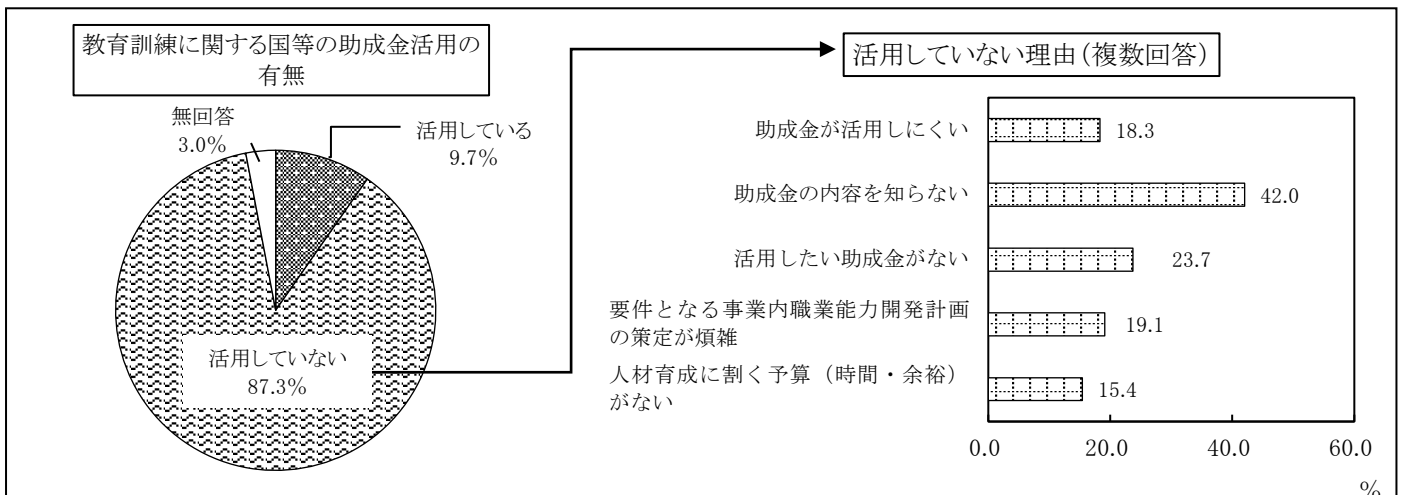 教育訓練に関する国等の助成金活用の
有無
無回答
3.0%
活用している
9.7%
活用していない
87.3%
活用していない理由(複数回答)
助成金が活用しにくい
18.3
助成金の内容を知らない
42.0
活用したい助成金がない
23.7
要件となる事業内職業能力開発計画
の策定が煩雑
19.1
人材育成に割く予算（時間・余裕）
がない
15.4
0.0
20.0
40.0
60.0
%